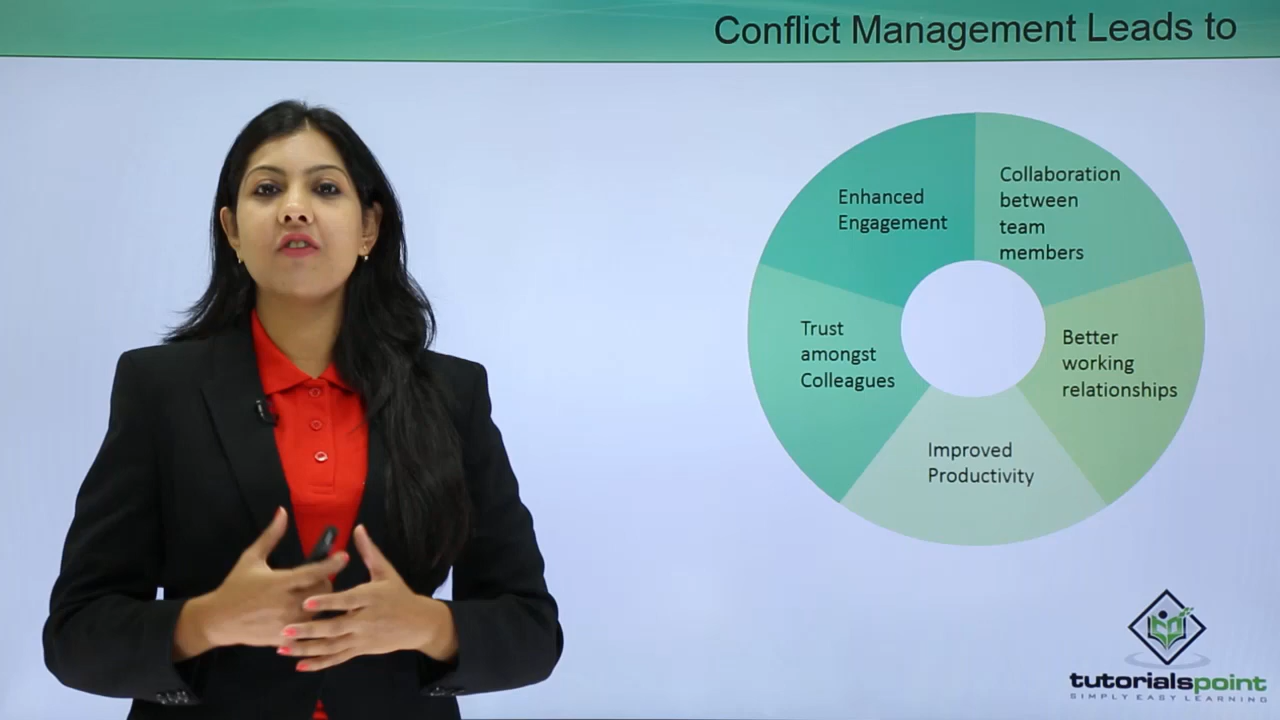 Conflict Management Leads to
Enhanced
Engagement
Collaboration
between
team
members
Trust
amongst
Colleagues
Better
working
relationships
Improved
Productivity
tutorialspoint
SIMPLY EASY LEARNING